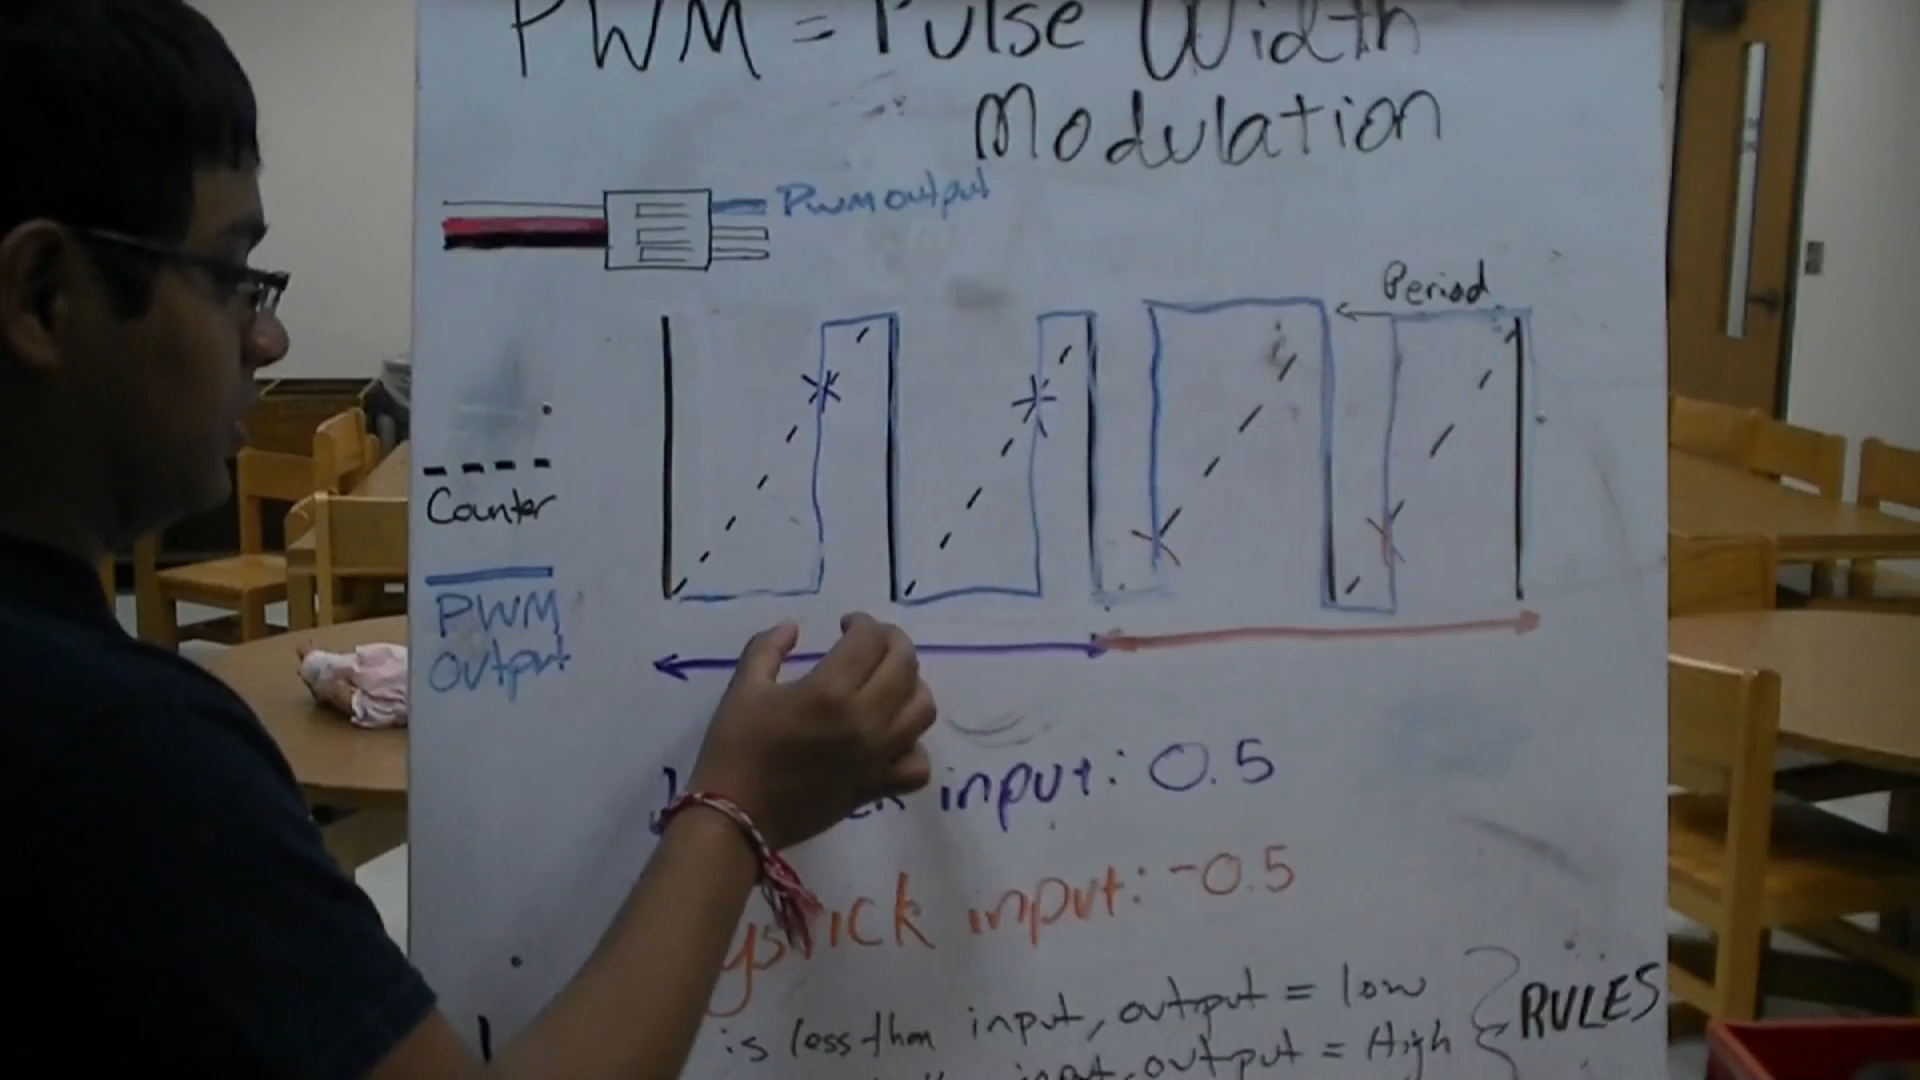 PWM = Pulse Width
Modulation
PWM output
Period
Counter
PWM
Output
input: 0.5
input: -0.5
is less than input, output = low
input, output = High
RULES